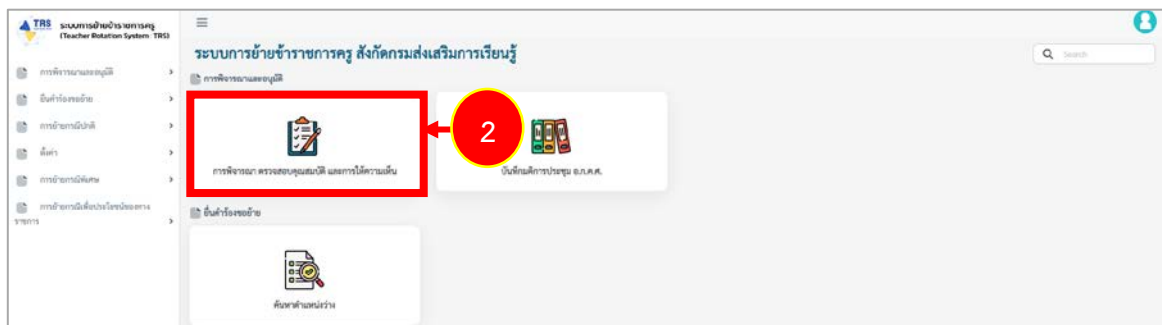 TRS ระบบการย้ายข้าราชการครู
(Teacher Rotation System : TRS)
ระบบการย้ายข้าราชการครู สังกัดกรมส่งเสริมการเรียนรู้
Search
การพิจารณาและอนุมัติ
การพิจารณาและอนุมัติ
ยื่นคำร้องขอย้าย
การย้ายกรณีปกติ
ตั้งค่า
การย้ายกรณีพิเศษ
การย้ายกรณีเพื่อประโยชน์ของทาง
ราชการ
2
การพิจารณา ตรวจสอบคุณสมบัติ และการให้ความเห็น
บันทึกมติการประชุม อ.ก.ค.ศ.
ยื่นคำร้องขอย้าย
ค้นหาตำแหน่งว่าง